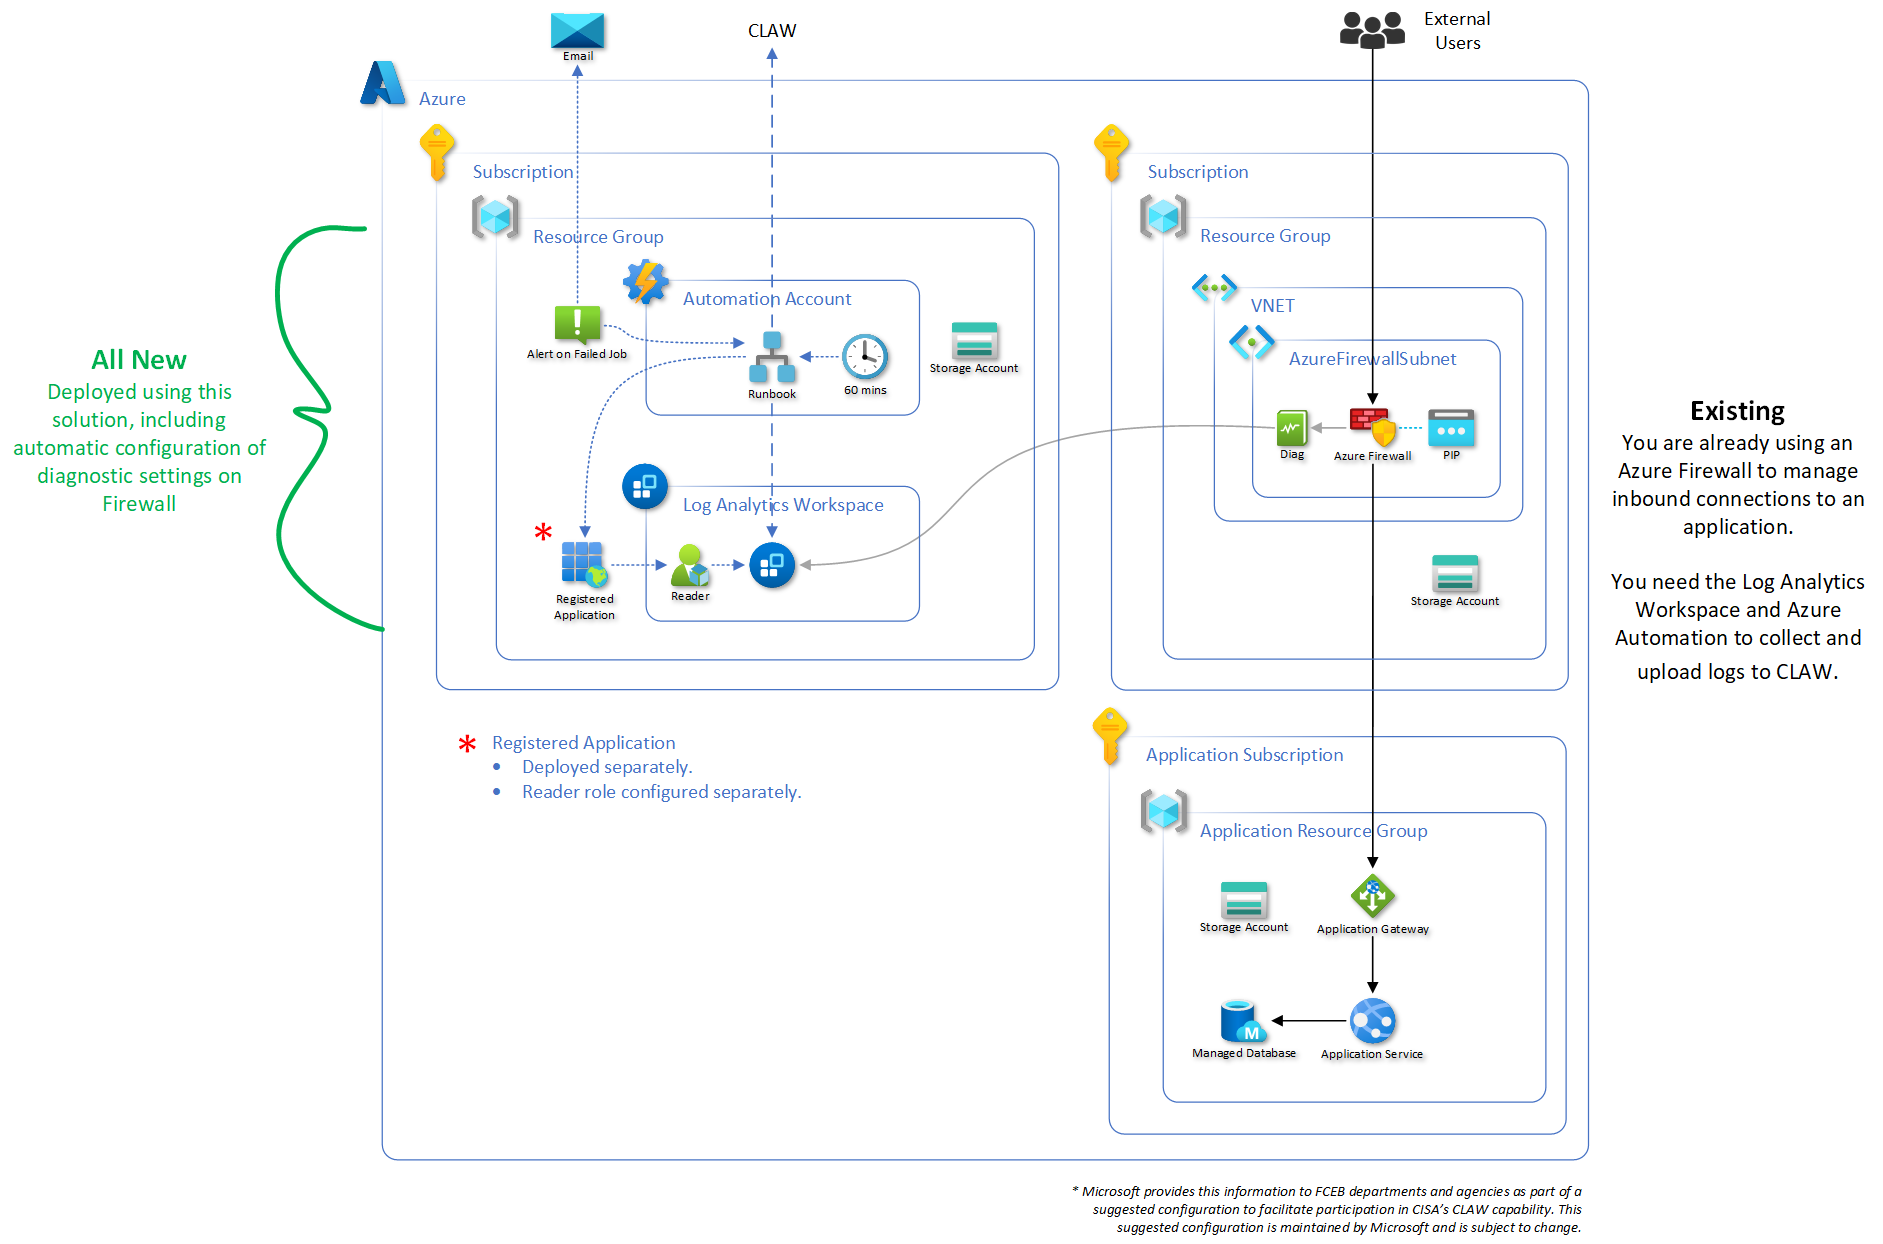 Email
CLAW
External
Users
Azure
Subscription
Resource Group
Automation Account
Alert on Failed Job
Runbook
60 mins
Storage Account
Log Analytics Workspace
*
Registered
Application
Reader
All New
Deployed using this
solution, including
automatic configuration of
diagnostic settings on
Firewall
Subscription
Resource Group
VNET
AzureFirewallSubnet
Diag
Azure Firewall
PIP
Storage Account
Existing
You are already using an
Azure Firewall to manage
inbound connections to an
application.
You need the Log Analytics
Workspace and Azure
Automation to collect and
upload logs to CLAW.
* Registered Application
• Deployed separately.
• Reader role configured separately.
Application Subscription
Application Resource Group
Storage Account
Application Gateway
M
Managed Database
Application Service
* Microsoft provides this information to FCEB departments and agencies as part of a
suggested configuration to facilitate participation in CISA's CLAW capability. This
suggested configuration is maintained by Microsoft and is subject to change.